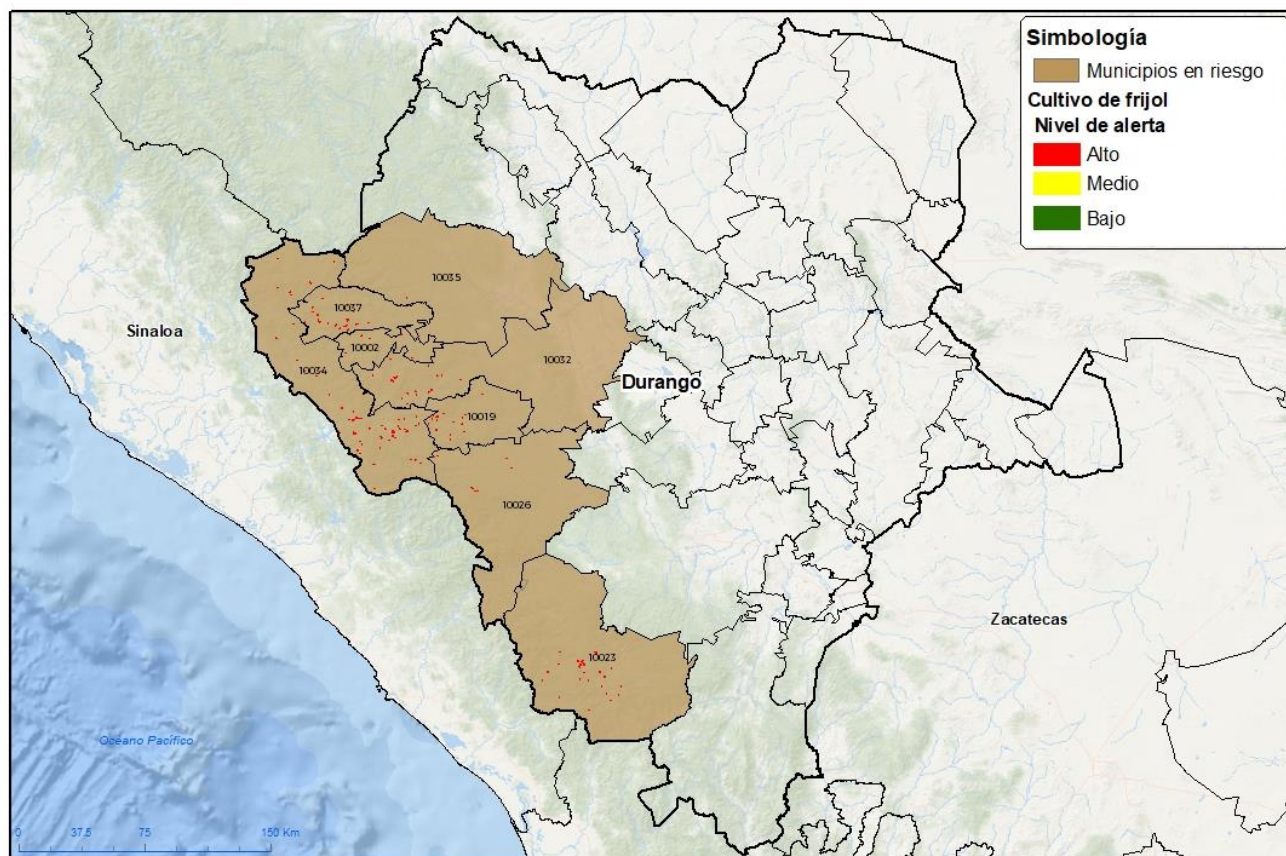 Simbología
Municipios en riesgo
Cultivo de frijol
Nivel de alerta
Alto
Medio
Bajo
10035
10037
Sinaloa
10002
10032
10034
Durango
10019
10026
Zacatecas
10023
Océano Pacífico
0 37.5 75 150 Km